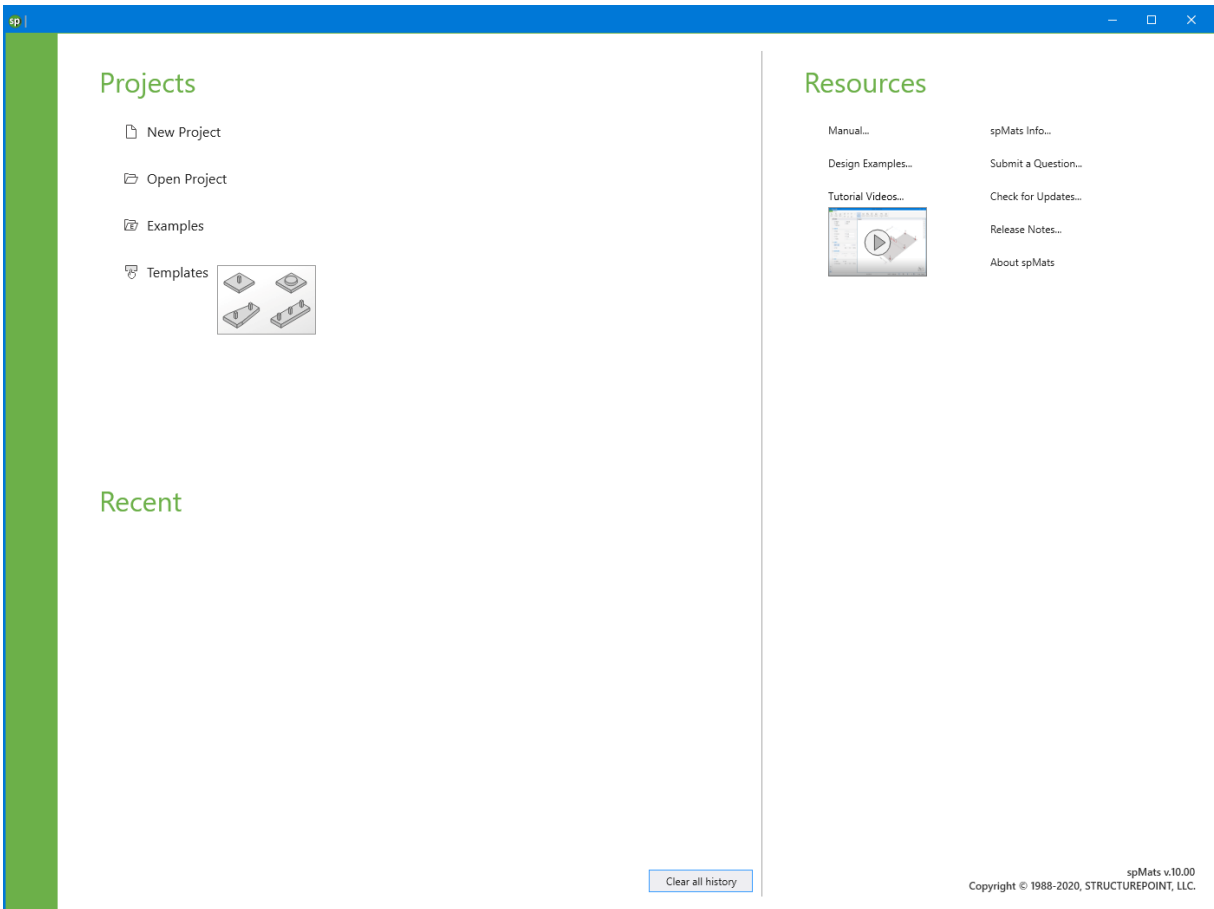 sp
Projects
New Project
Open Project
Examples
Templates
Recent
Clear all history
Resources
Manual...
Design Examples...
Tutorial Videos...
spMats Info...
Submit a Question...
Check for Updates...
Release Notes...
About spMats
spMats v.10.00
Copyright © 1988-2020, STRUCTUREPOINT, LLC.